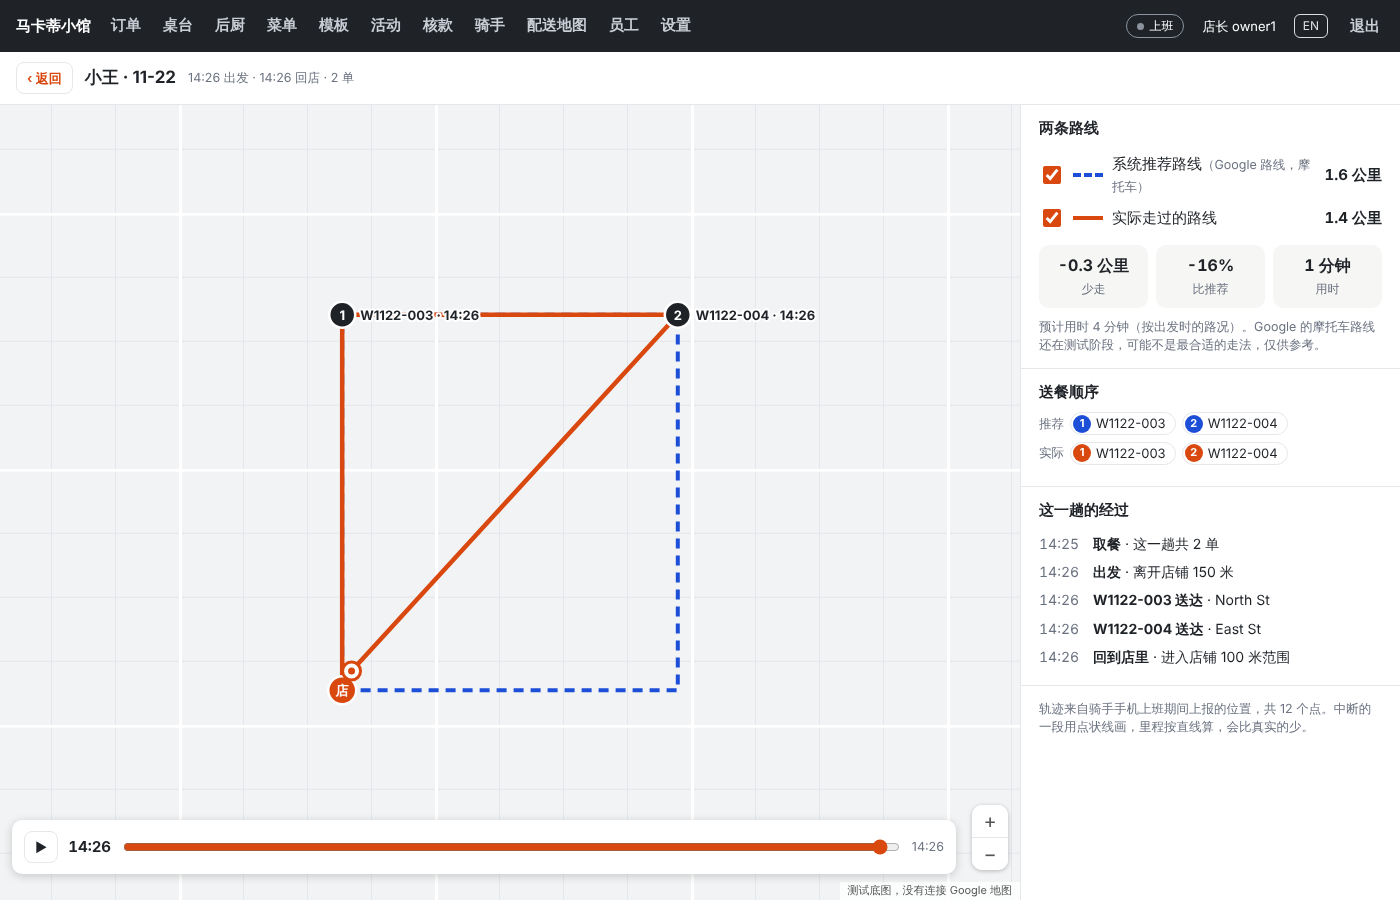 马卡蒂小馆 订单 桌台 后厨 菜单 模板 活动 核款 骑手 配送地图 员工 设置 上班 店长 owner1 EN 退出
‹ 返回 小王 · 11-22 14:26 出发 · 14:26 回店 · 2 单
1 W1122-003 · 14:26
2 W1122-004 · 14:26
店
14:26
14:26
+
−
测试底图，没有连接 Google 地图
两条路线
系统推荐路线（Google 路线，摩
托车） 1.6 公里
实际走过的路线 1.4 公里
-0.3 公里 -16% 1 分钟
少走 比推荐 用时
预计用时 4 分钟（按出发时的路况）。Google 的摩托车路线
还在测试阶段，可能不是最合适的走法，仅供参考。
送餐顺序
推荐 1 W1122-003 2 W1122-004
实际 1 W1122-003 2 W1122-004
这一趟的经过
14:25 取餐 · 这一趟共 2 单
14:26 出发 · 离开店铺 150 米
14:26 W1122-003 送达 · North St
14:26 W1122-004 送达 · East St
14:26 回到店里 · 进入店铺 100 米范围
轨迹来自骑手手机上班期间上报的位置，共 12 个点。中断的
一段用点状线画，里程按直线算，会比真实的少。